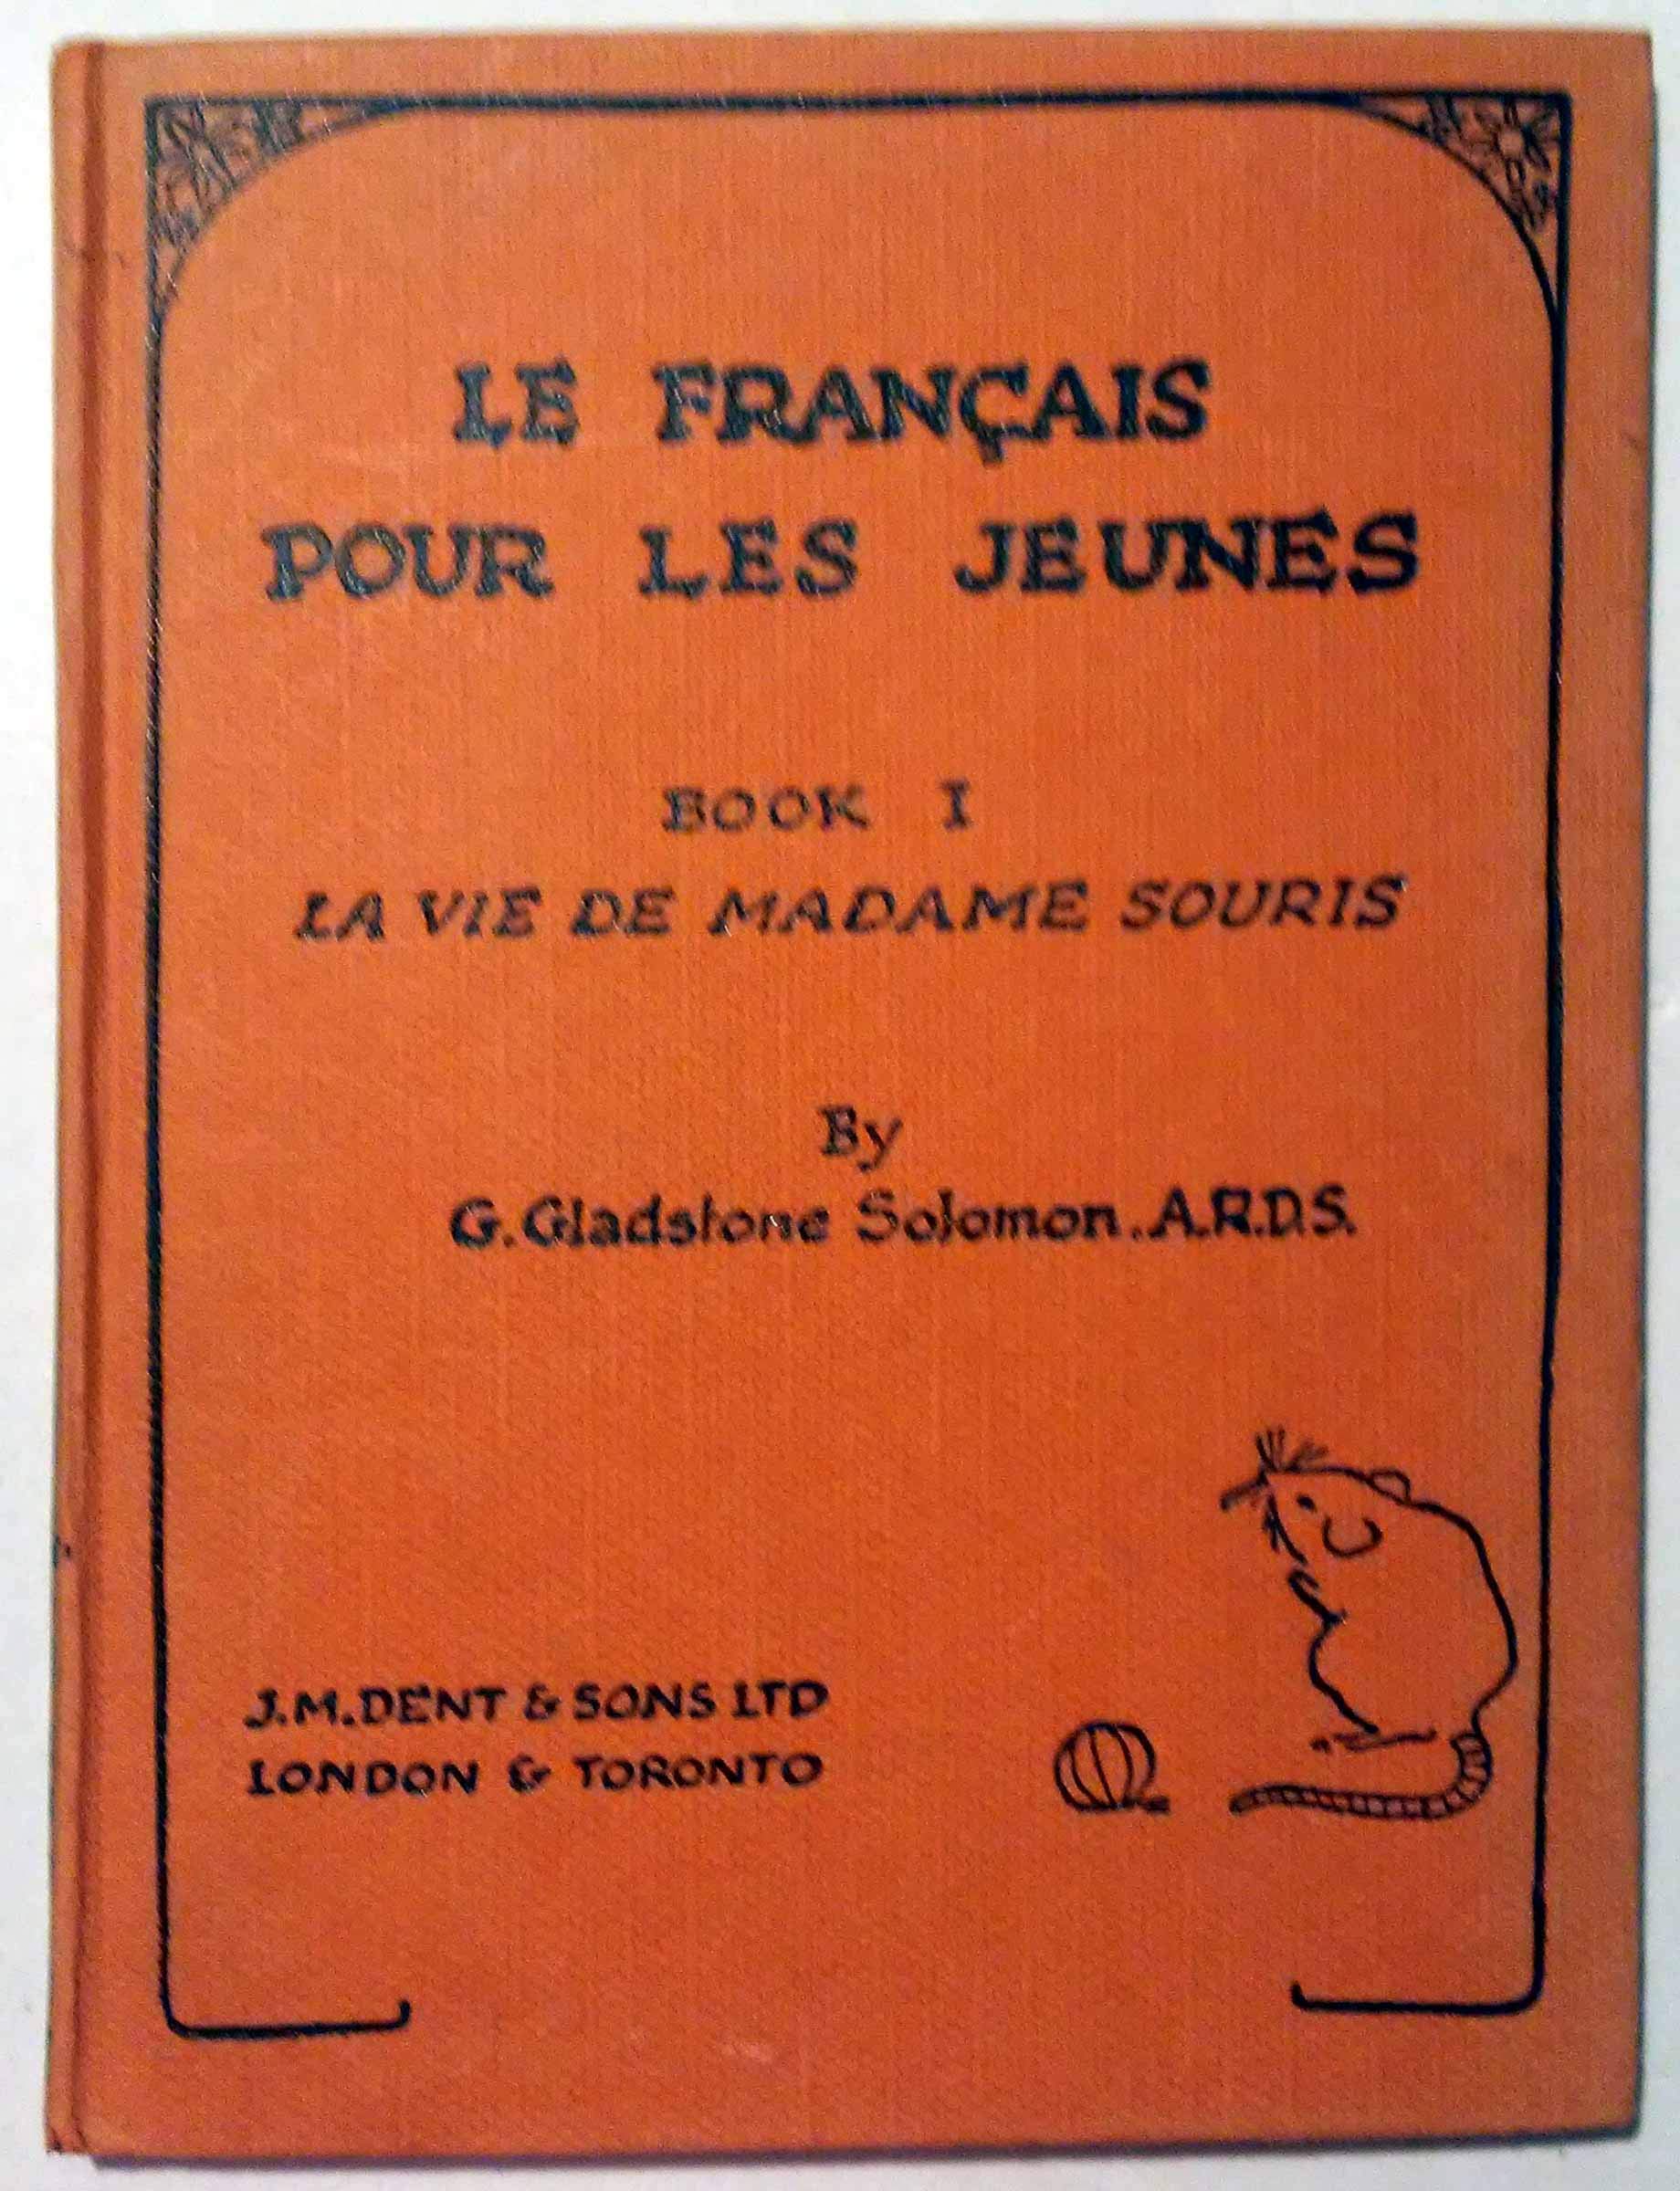 LE FRANÇAIS
POUR LES JEUNES
BOOK I
LA VIE DE MADAME SOURIS
By
G. Gladstone Solomon. A.R.D.S.
J.M. DENT & SONS LTD
LONDON & TORONTO